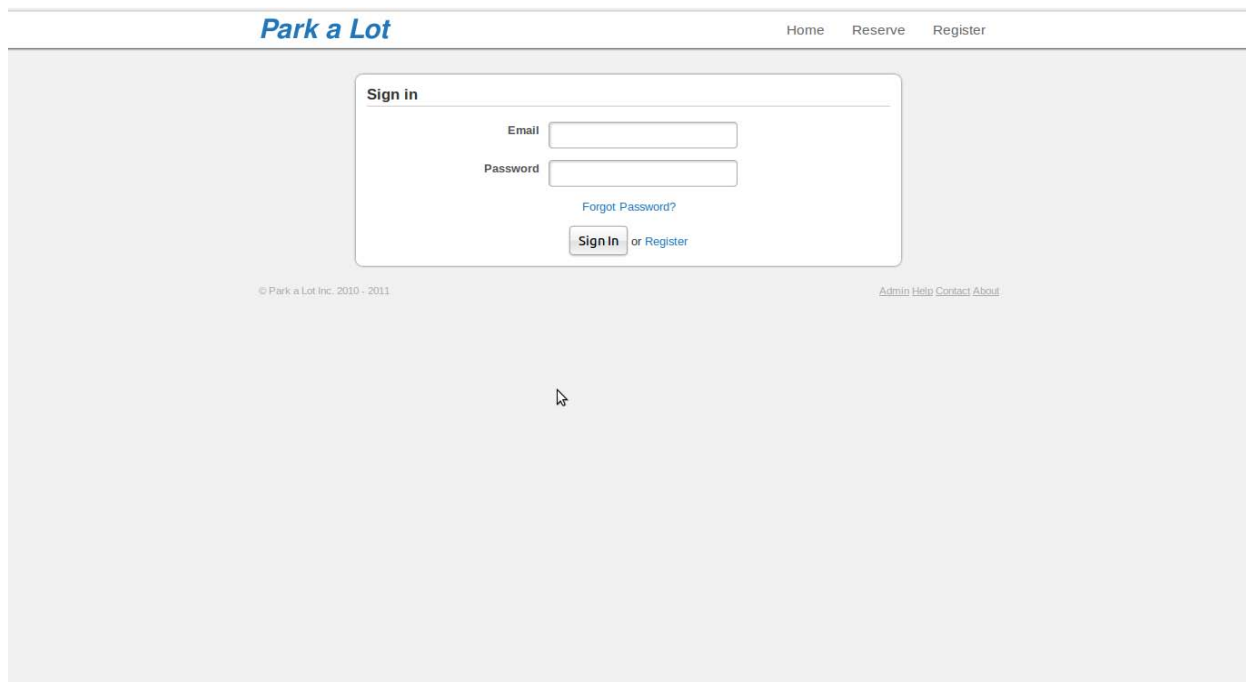 Park a Lot Home Reserve Register
Sign in
Email
Password
Forgot Password?
Sign In or Register
© Park a Lot Inc. 2010 - 2011 Admin Help Contact About